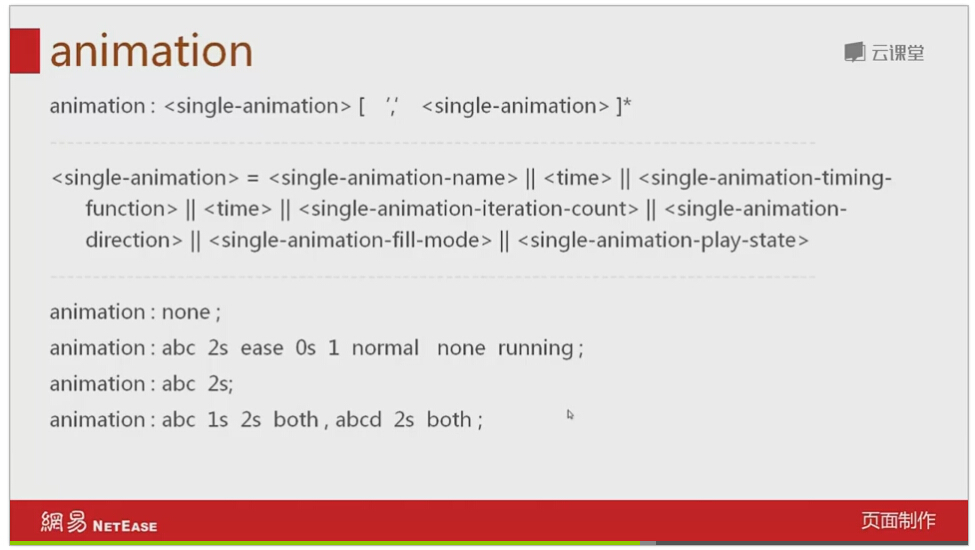 animation
云课堂
animation : <single-animation> [ ',' <single-animation> ]*
<single-animation> = <single-animation-name> || <time> || <single-animation-timing-
function> || <time> || <single-animation-iteration-count> || <single-animation-
direction> || <single-animation-fill-mode> || <single-animation-play-state>
animation : none ;
animation : abc 2s ease 0s 1 normal none running ;
animation : abc 2s;
animation : abc 1s 2s both , abcd 2s both ;
網易 NETEASE
页面制作